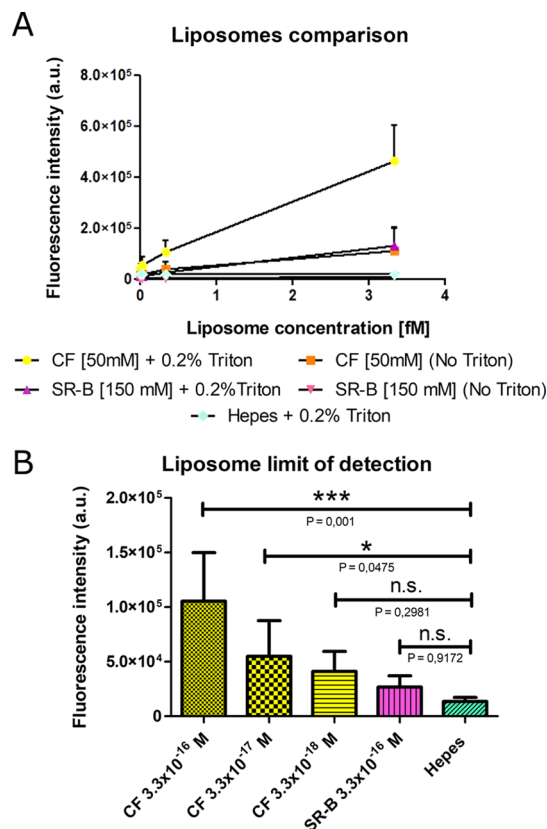 A
Liposomes comparison
Fluorescence intensity (a.u.)
8.0×10⁵
6.0×10⁵
4.0×10⁵
2.0×10⁵
0
0 1 2 3 4
Liposome concentration [fM]
CF [50mM] + 0.2% Triton CF [50mM] (No Triton)
SR-B [150 mM] + 0.2%Triton SR-B [150 mM] (No Triton)
Hepes + 0.2% Triton
B
Liposome limit of detection
Fluorescence intensity (a.u.)
2.0×10⁵
1.5×10⁵
1.0×10⁵
5.0×10⁴
0
***
P = 0,001
*
P = 0,0475
n.s.
P = 0,2981
n.s.
P = 0,9172
CF 3.3x10⁻¹⁶ M
CF 3.3x10⁻¹⁷ M
CF 3.3x10⁻¹⁸ M
SR-B 3.3x10⁻¹⁶ M
Hepes